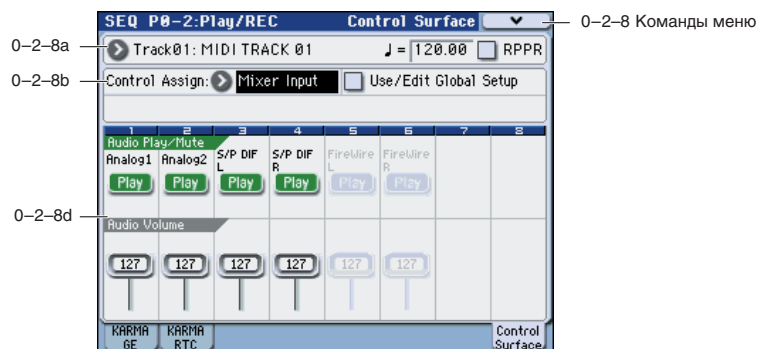 SEQ P0-2:Play/REC Control Surface
0–2–8 Команды меню
0–2–8a
Track01: MIDI TRACK 01 ♩= 120.00 RPPR
0–2–8b
Control Assign: Mixer Input Use/Edit Global Setup
1 2 3 4 5 6 7 8
Audio Play/Mute
Analog1 Analog2 S/P DIF L S/P DIF R FireWire L FireWire R
Play Play Play Play Play Play
0–2–8d
Audio Volume
127 127 127 127 127 127
KARMA GE KARMA RTC Control Surface